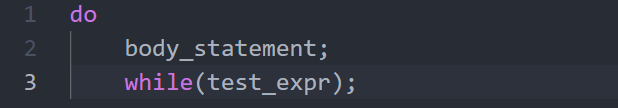 1 do
2     body_statement;
3     while(test_expr);